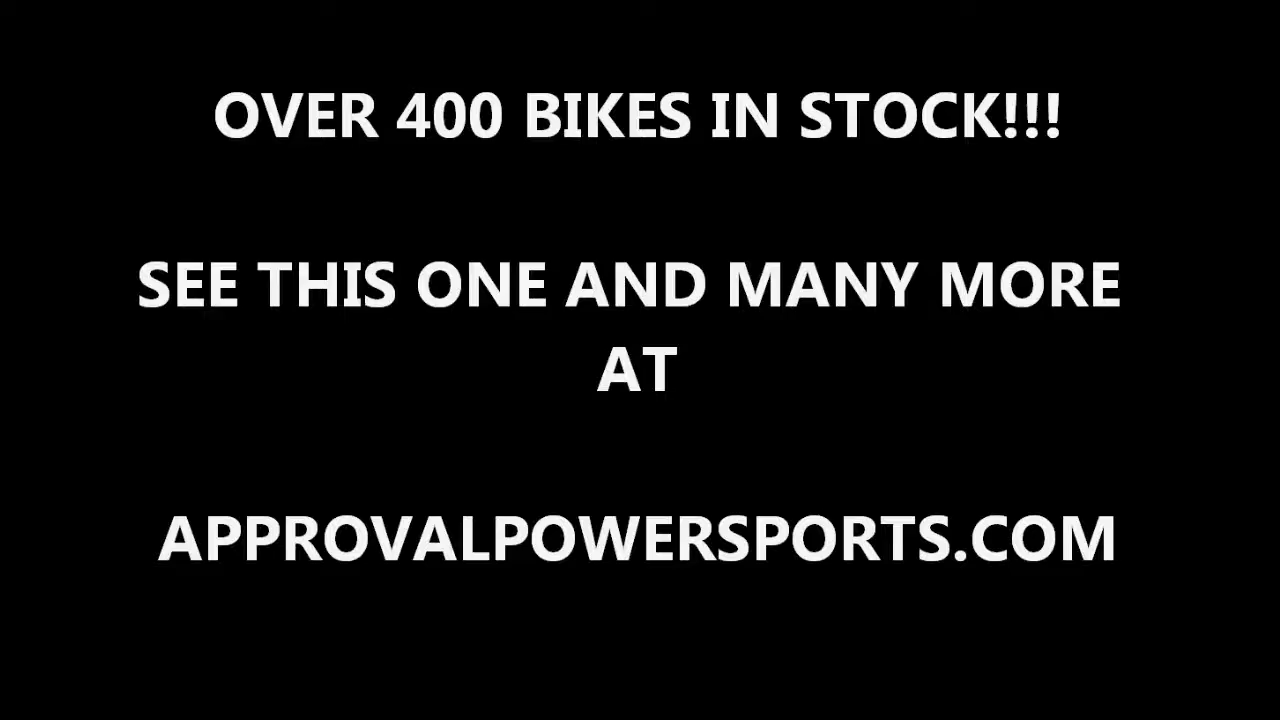 OVER 400 BIKES IN STOCK!!!
SEE THIS ONE AND MANY MORE
AT
APPROVALPOWERSPORTS.COM